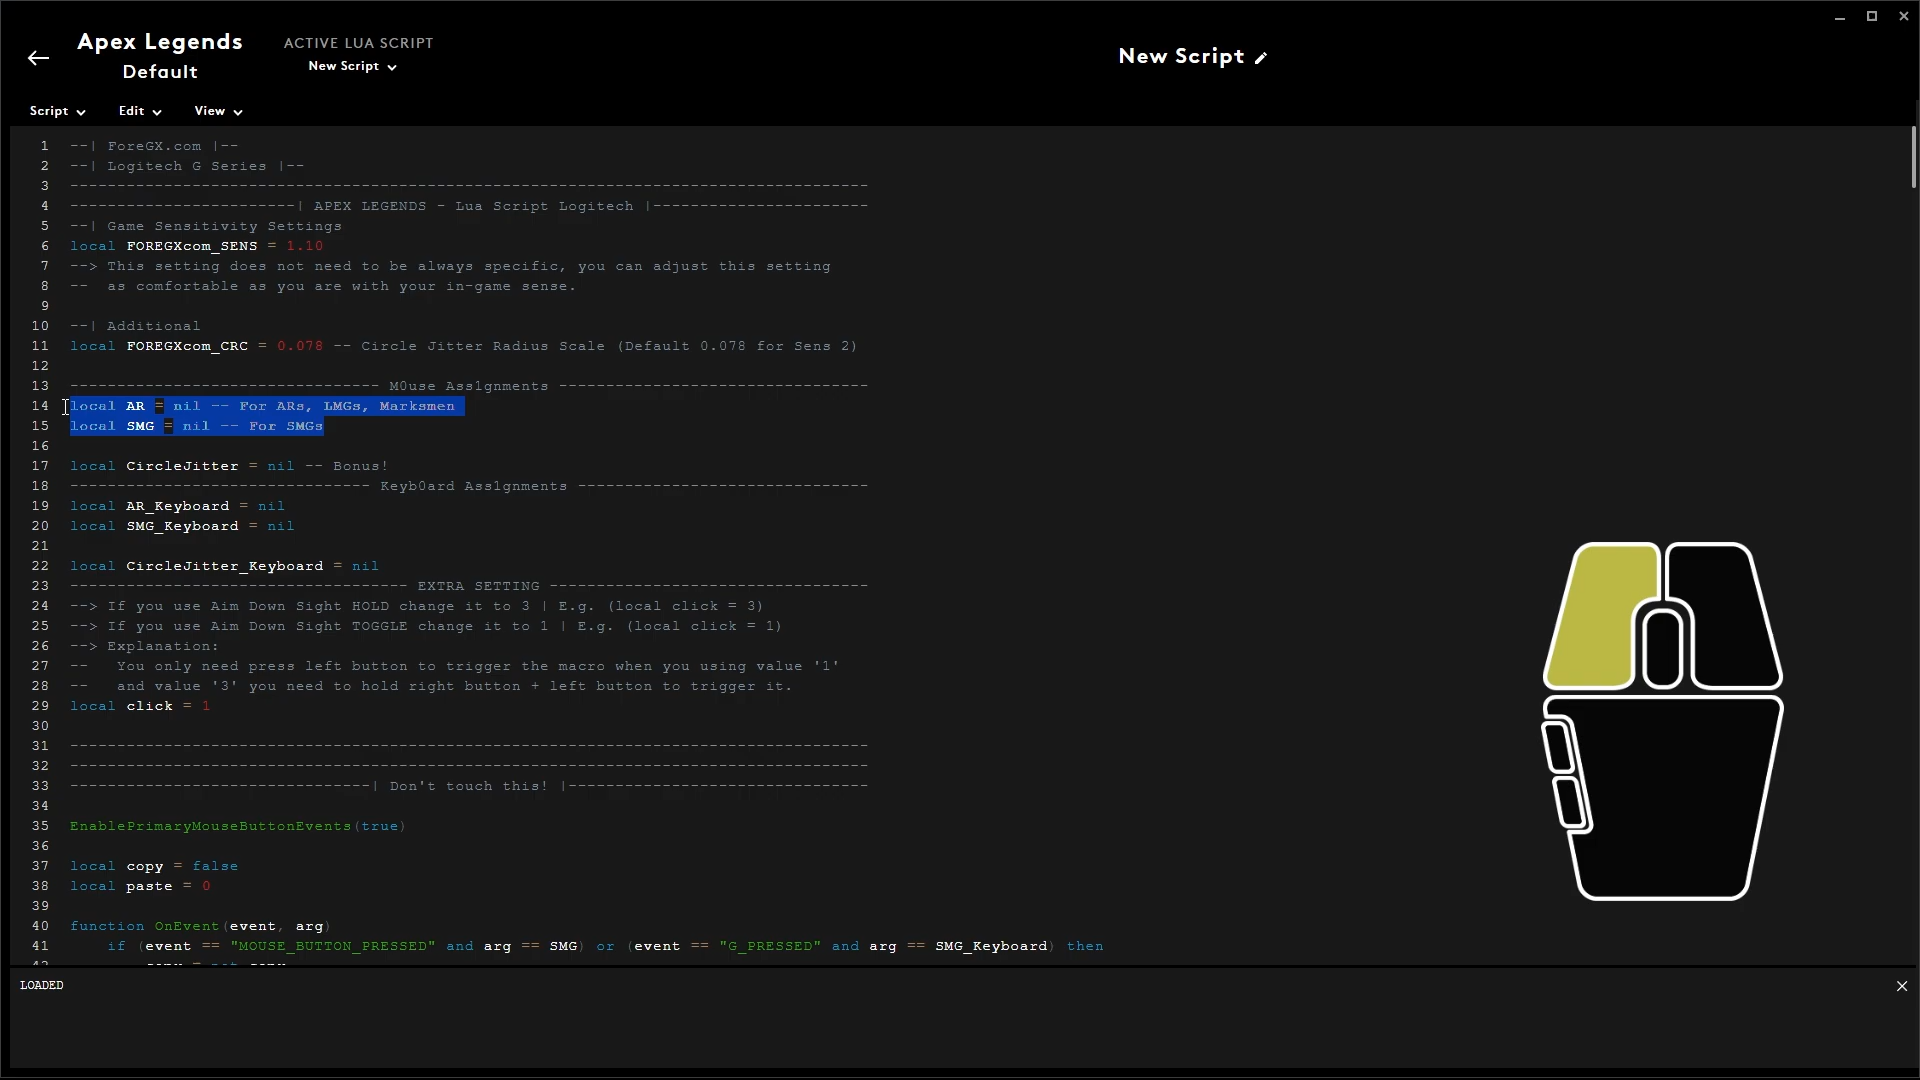 Apex Legends
Default
ACTIVE LUA SCRIPT
New Script
New Script
Script Edit View
1 --| ForeGX.com |--
2 --| Logitech G Series |--
3 -------------------------------------------------------------------------------------
4 ------------------------| APEX LEGENDS - Lua Script Logitech |-----------------------
5 --| Game Sensitivity Settings
6 local FOREGXcom_SENS = 1.10
7 --> This setting does not need to be always specific, you can adjust this setting
8 --  as comfortable as you are with your in-game sense.
9
10 --| Additional
11 local FOREGXcom_CRC = 0.078 -- Circle Jitter Radius Scale (Default 0.078 for Sens 2)
12
13 --------------------------------- M0use Ass1gnments ---------------------------------
14 local AR = nil -- For ARs, LMGs, Marksmen
15 local SMG = nil -- For SMGs
16
17 local CircleJitter = nil -- Bonus!
18 -------------------------------- Keyb0ard Ass1gnments -------------------------------
19 local AR_Keyboard = nil
20 local SMG_Keyboard = nil
21
22 local CircleJitter_Keyboard = nil
23 ------------------------------------ EXTRA SETTING ----------------------------------
24 --> If you use Aim Down Sight HOLD change it to 3 | E.g. (local click = 3)
25 --> If you use Aim Down Sight TOGGLE change it to 1 | E.g. (local click = 1)
26 --> Explanation:
27 --   You only need press left button to trigger the macro when you using value '1'
28 --   and value '3' you need to hold right button + left button to trigger it.
29 local click = 1
30
31 -------------------------------------------------------------------------------------
32 -------------------------------------------------------------------------------------
33 --------------------------------| Don't touch this! |--------------------------------
34
35 EnablePrimaryMouseButtonEvents(true)
36
37 local copy = false
38 local paste = 0
39
40 function OnEvent(event, arg)
41     if (event == "MOUSE_BUTTON_PRESSED" and arg == SMG) or (event == "G_PRESSED" and arg == SMG_Keyboard) then
LOADED